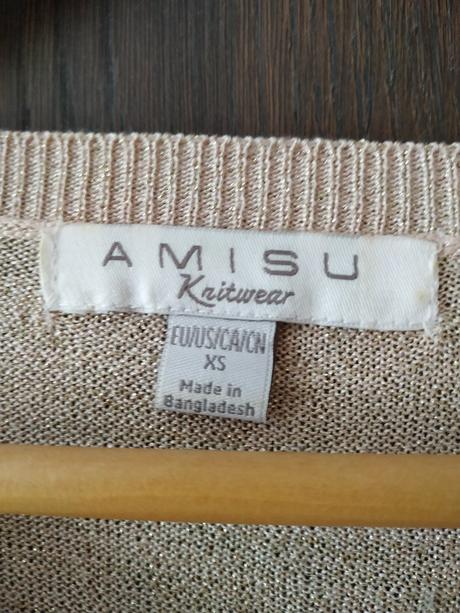 AMISU
Knitwear
EU/US/CA/CN
XS
Made in
Bangladesh